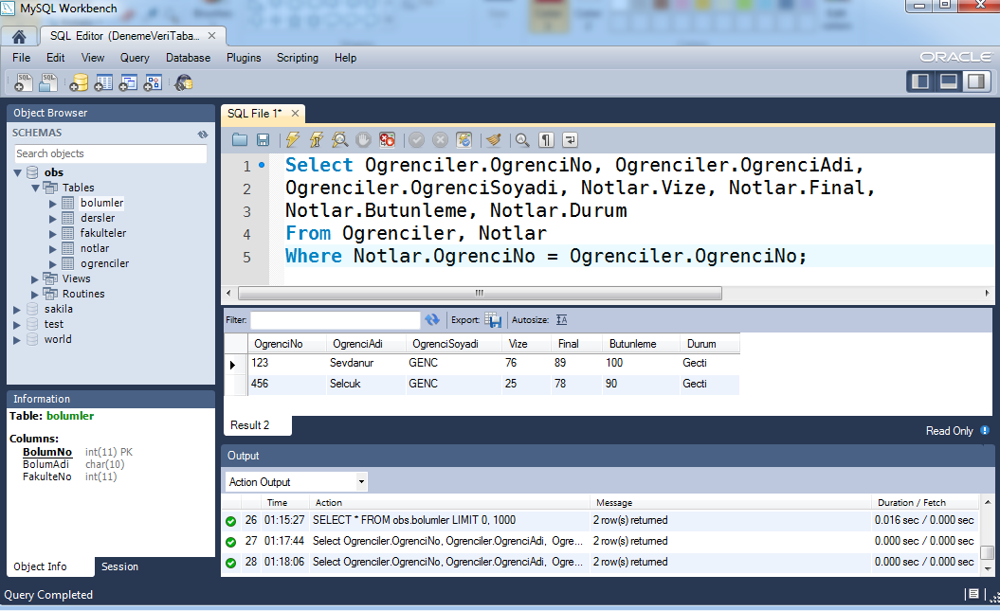 MySQL Workbench
SQL Editor (DenemeVeriTaba...
File Edit View Query Database Plugins Scripting Help
ORACLE
SQL SQL
Object Browser
SCHEMAS
Search objects
obs
Tables
bolumler
dersler
fakulteler
notlar
ogrenciler
Views
Routines
sakila
test
world
Information
Table: bolumler
Columns:
BolumNo int(11) PK
BolumAdi char(10)
FakulteNo int(11)
Object Info Session
SQL File 1*
1 Select Ogrenciler.OgrenciNo, Ogrenciler.OgrenciAdi,
2 Ogrenciler.OgrenciSoyadi, Notlar.Vize, Notlar.Final,
3 Notlar.Butunleme, Notlar.Durum
4 From Ogrenciler, Notlar
5 Where Notlar.OgrenciNo = Ogrenciler.OgrenciNo;
Filter: Export: Autosize:
OgrenciNo OgrenciAdi OgrenciSoyadi Vize Final Butunleme Durum
123 Sevdanur GENC 76 89 100 Gecti
456 Selcuk GENC 25 78 90 Gecti
Result 2
Read Only
Output
Action Output
Time Action Message Duration / Fetch
26 01:15:27 SELECT * FROM obs.bolumler LIMIT 0, 1000 2 row(s) returned 0.016 sec / 0.000 sec
27 01:17:44 Select Ogrenciler.OgrenciNo, Ogrenciler.OgrenciAdi, Ogre... 2 row(s) returned 0.000 sec / 0.000 sec
28 01:18:06 Select Ogrenciler.OgrenciNo, Ogrenciler.OgrenciAdi, Ogre... 2 row(s) returned 0.000 sec / 0.000 sec
Query Completed